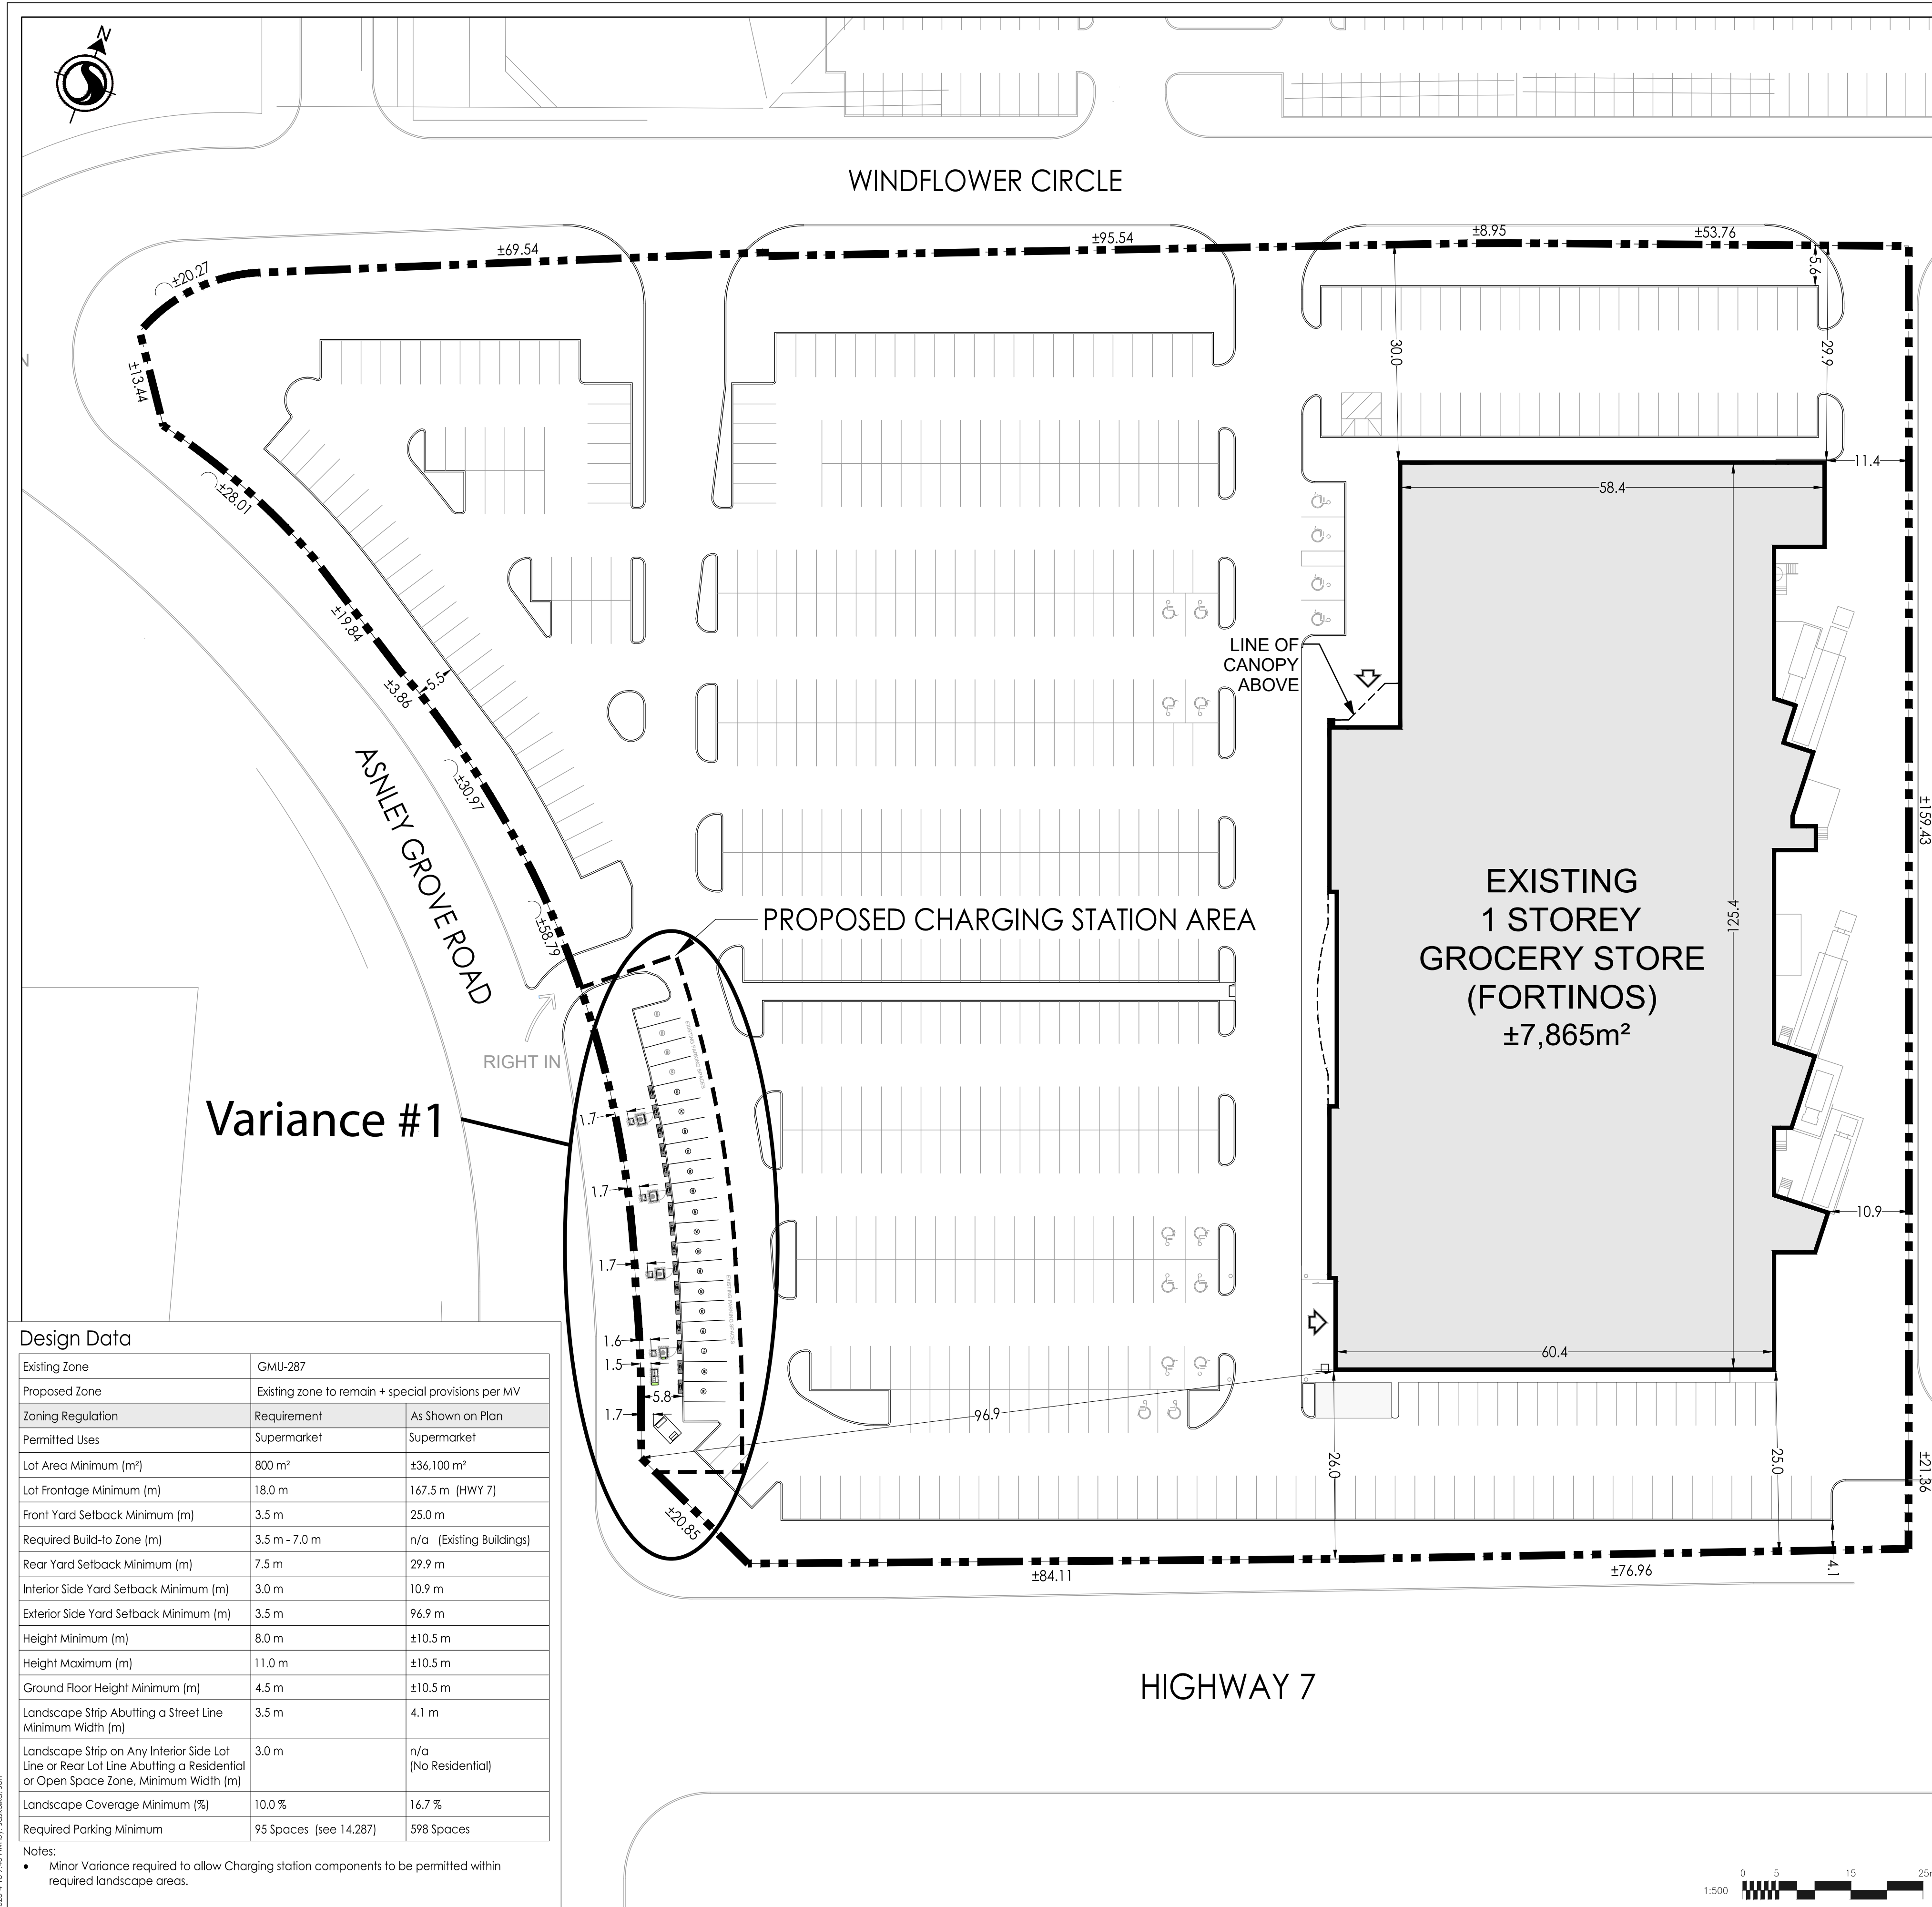 N
WINDFLOWER CIRCLE
±69.54
±95.54
±8.95
±53.76
±20.27
5.6
±13.44
30.0
29.9
11.4
58.4
±28.01
±19.84
LINE OF
CANOPY
ABOVE
5.5
±3.86
±30.97
ASNLEY GROVE ROAD
±159.43
EXISTING
1 STOREY
GROCERY STORE
(FORTINOS)
±7,865m²
125.4
PROPOSED CHARGING STATION AREA
±58.79
EXISTING PARKING SPACES
RIGHT IN
Variance #1
1.7
1.7
1.7
EXISTING PARKING SPACES
10.9
1.6
1.5
5.8
1.7
60.4
96.9
26.0
25.0
±21.36
±20.85
4.1
±84.11
±76.96
HIGHWAY 7
Design Data
Existing Zone GMU-287
Proposed Zone Existing zone to remain + special provisions per MV
Zoning Regulation Requirement As Shown on Plan
Permitted Uses Supermarket Supermarket
Lot Area Minimum (m²) 800 m² ±36,100 m²
Lot Frontage Minimum (m) 18.0 m 167.5 m (HWY 7)
Front Yard Setback Minimum (m) 3.5 m 25.0 m
Required Build-to Zone (m) 3.5 m - 7.0 m n/a (Existing Buildings)
Rear Yard Setback Minimum (m) 7.5 m 29.9 m
Interior Side Yard Setback Minimum (m) 3.0 m 10.9 m
Exterior Side Yard Setback Minimum (m) 3.5 m 96.9 m
Height Minimum (m) 8.0 m ±10.5 m
Height Maximum (m) 11.0 m ±10.5 m
Ground Floor Height Minimum (m) 4.5 m ±10.5 m
Landscape Strip Abutting a Street Line 3.5 m 4.1 m
Minimum Width (m)
Landscape Strip on Any Interior Side Lot 3.0 m n/a
Line or Rear Lot Line Abutting a Residential (No Residential)
or Open Space Zone, Minimum Width (m)
Landscape Coverage Minimum (%) 10.0 % 16.7 %
Required Parking Minimum 95 Spaces (see 14.287) 598 Spaces
Notes:
• Minor Variance required to allow Charging station components to be permitted within
required landscape areas.
1:500
0 5 15 25